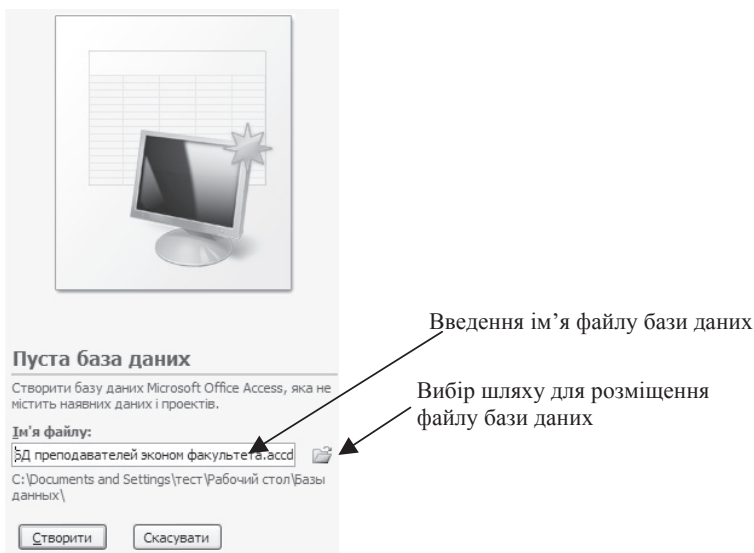 Пуста база даних
Створити базу даних Microsoft Office Access, яка не
містить наявних даних і проектів.
Ім'я файлу:
БД преподавателей эконом факультета.accd
C:\Documents and Settings\тест\Рабочий стол\Базы
данных\
Створити
Скасувати
Введення ім’я файлу бази даних
Вибір шляху для розміщення
файлу бази даних